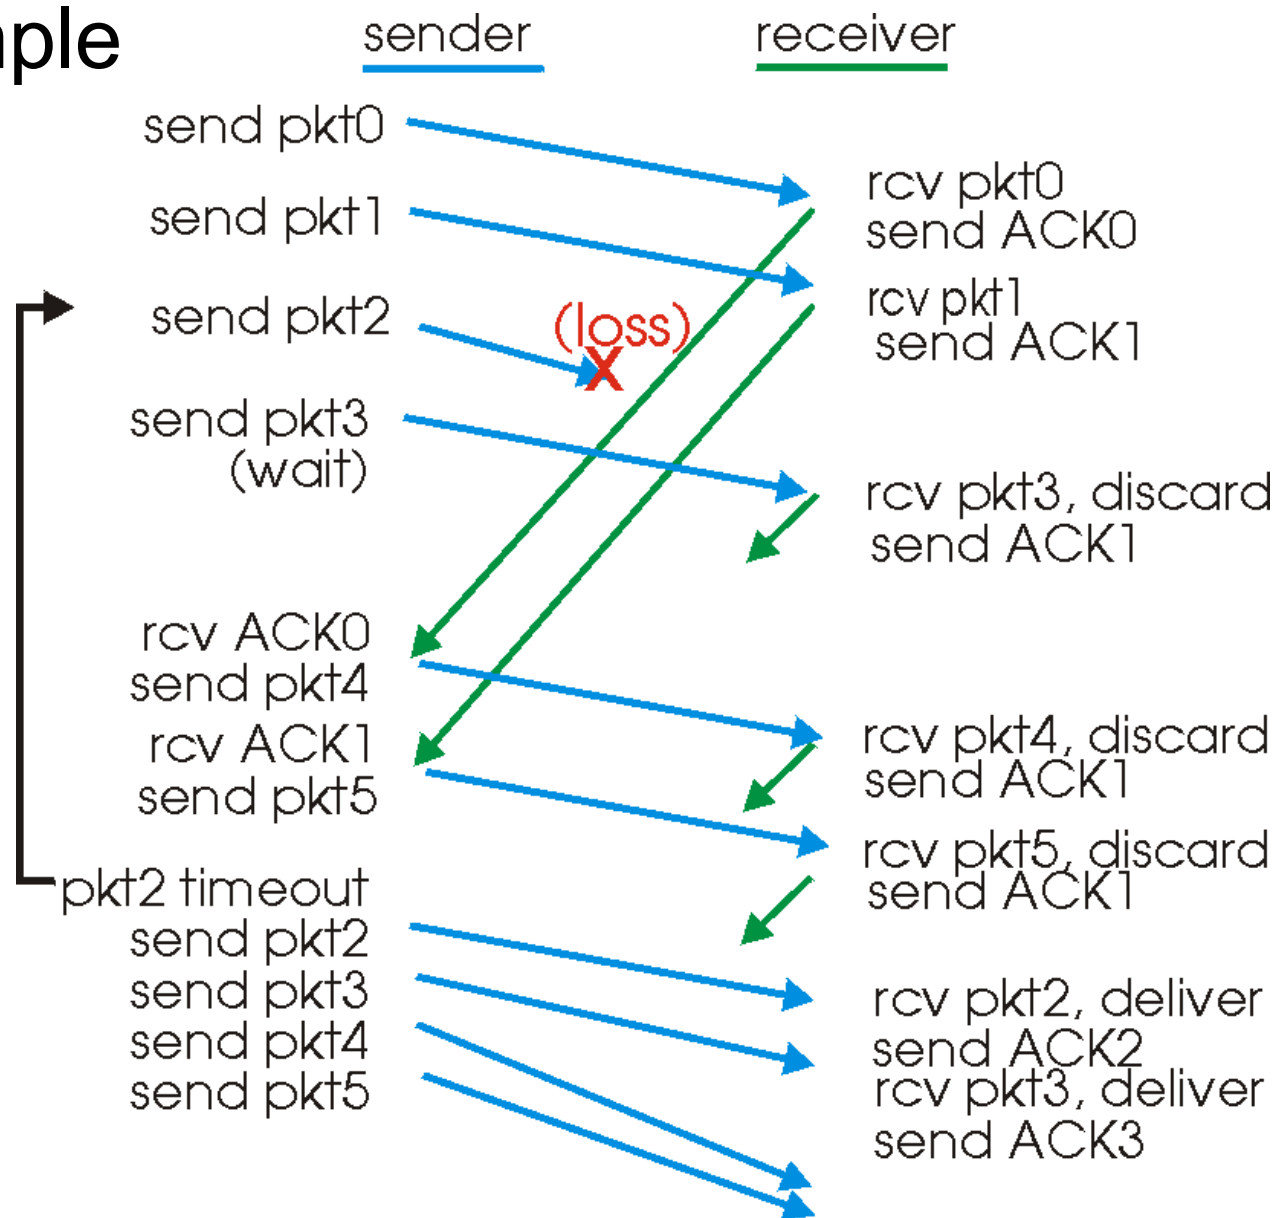 mple
sender
receiver
send pkt0
rcv pkt0
send ACK0
send pkt1
rcv pkt1
send ACK1
send pkt2
(loss)
X
send pkt3
(wait)
rcv pkt3, discard
send ACK1
rcv ACK0
send pkt4
rcv pkt4, discard
send ACK1
rcv ACK1
send pkt5
rcv pkt5, discard
send ACK1
pkt2 timeout
send pkt2
send pkt3
send pkt4
send pkt5
rcv pkt2, deliver
send ACK2
rcv pkt3, deliver
send ACK3